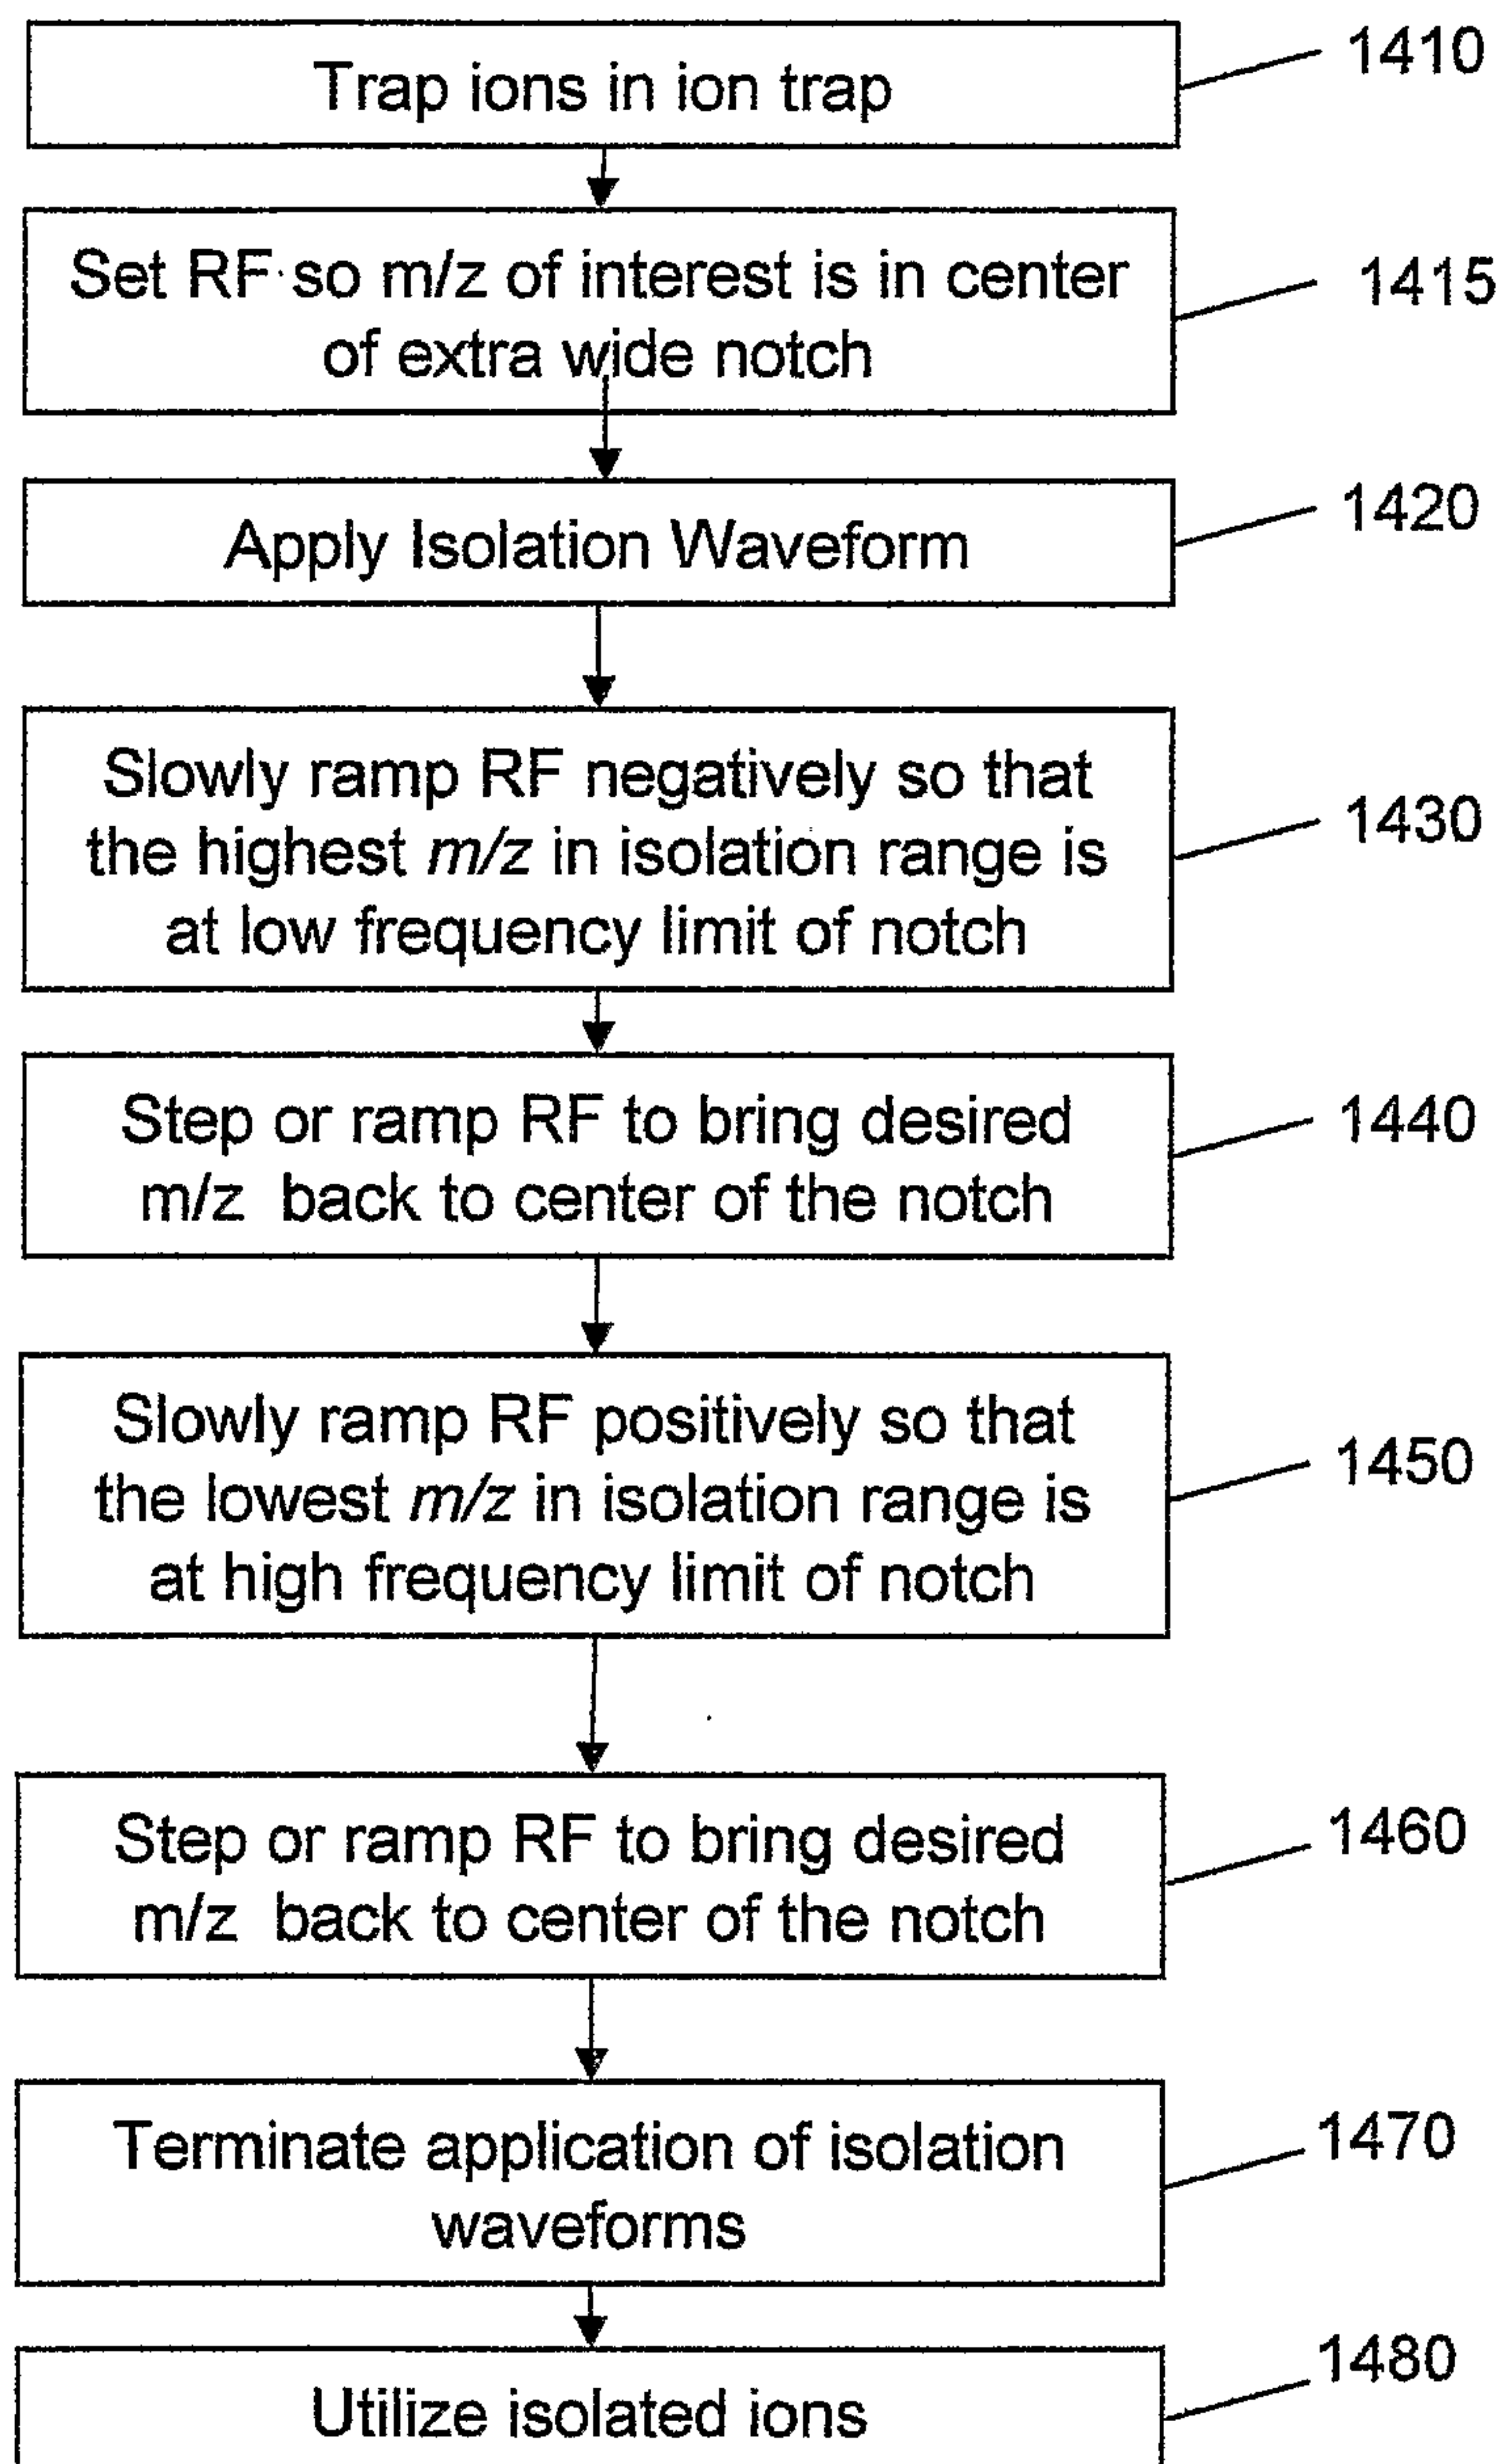 Trap ions in ion trap
1410
Set RF so m/z of interest is in center
of extra wide notch
1415
Apply Isolation Waveform
1420
Slowly ramp RF negatively so that
the highest m/z in isolation range is
at low frequency limit of notch
1430
Step or ramp RF to bring desired
m/z back to center of the notch
1440
Slowly ramp RF positively so that
the lowest m/z in isolation range is
at high frequency limit of notch
1450
Step or ramp RF to bring desired
m/z back to center of the notch
1460
Terminate application of isolation
waveforms
1470
Utilize isolated ions
1480